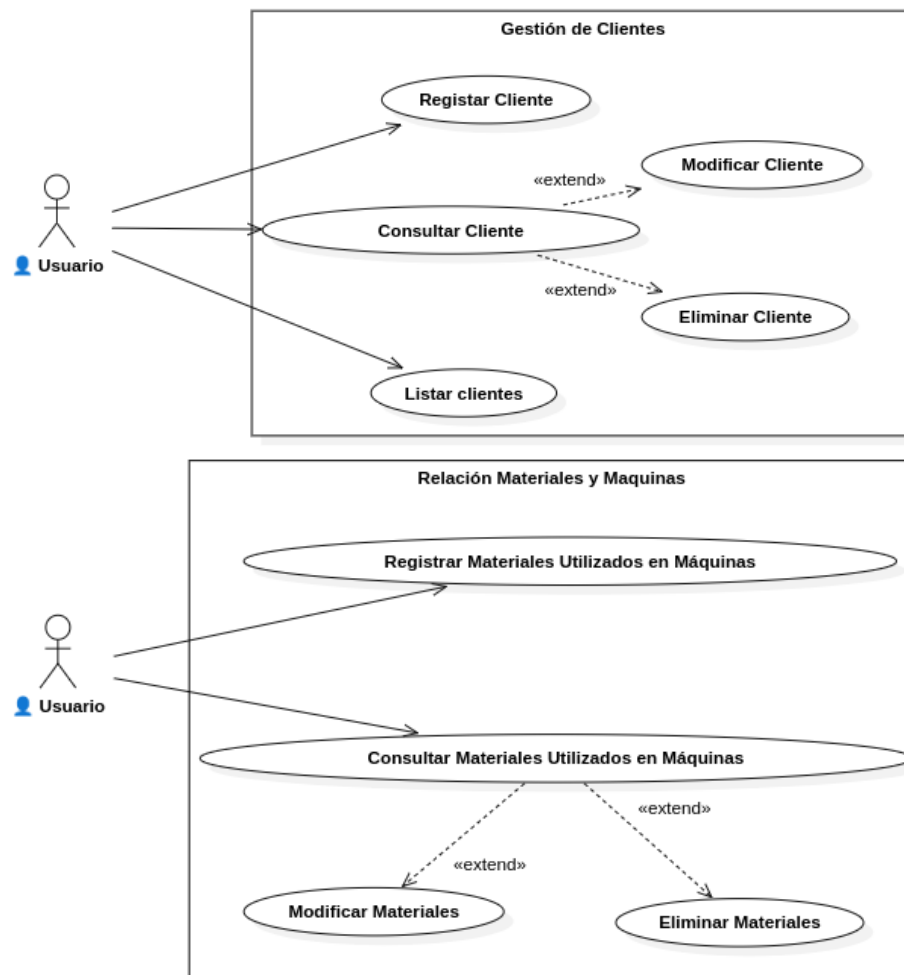 Gestión de Clientes
Registar Cliente
Modificar Cliente
«extend»
Consultar Cliente
Usuario
«extend»
Eliminar Cliente
Listar clientes
Relación Materiales y Maquinas
Registrar Materiales Utilizados en Máquinas
Usuario
Consultar Materiales Utilizados en Máquinas
«extend»
«extend»
Modificar Materiales
Eliminar Materiales